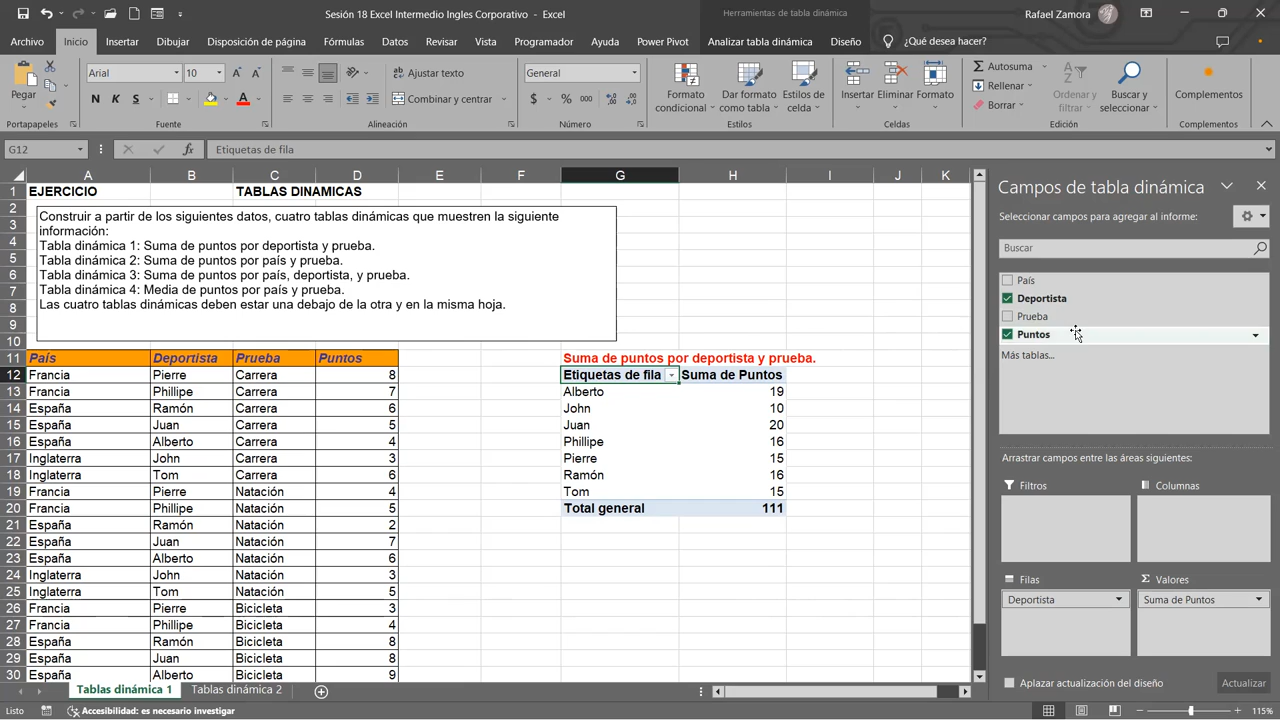 Sesión 18 Excel Intermedio Ingles Corporativo - Excel
Herramientas de tabla dinámica
Rafael Zamora
Archivo Inicio Insertar Dibujar Disposición de página Fórmulas Datos Revisar Vista Programador Ayuda Power Pivot Analizar tabla dinámica Diseño ¿Qué desea hacer?
Pegar
Arial 10
N K S
Ajustar texto
Combinar y centrar
General
$ % 000
Formato condicional
Dar formato como tabla
Estilos de celda
Insertar Eliminar Formato
Autosuma
Rellenar
Borrar
Ordenar y filtrar
Buscar y seleccionar
Complementos
Portapapeles Fuente Alineación Número Estilos Celdas Edición Complementos
G12 fx Etiquetas de fila
A B C D E F G H I J K
1 EJERCICIO TABLAS DINAMICAS
2
3
4
5
6
7
8
9
10
Construir a partir de los siguientes datos, cuatro tablas dinámicas que muestren la siguiente
información:
Tabla dinámica 1: Suma de puntos por deportista y prueba.
Tabla dinámica 2: Suma de puntos por país y prueba.
Tabla dinámica 3: Suma de puntos por país, deportista, y prueba.
Tabla dinámica 4: Media de puntos por país y prueba.
Las cuatro tablas dinámicas deben estar una debajo de la otra y en la misma hoja.
11 País Deportista Prueba Puntos Suma de puntos por deportista y prueba.
12 Francia Pierre Carrera 8 Etiquetas de fila Suma de Puntos
13 Francia Phillipe Carrera 7 Alberto 19
14 España Ramón Carrera 6 John 10
15 España Juan Carrera 5 Juan 20
16 España Alberto Carrera 4 Phillipe 16
17 Inglaterra John Carrera 3 Pierre 15
18 Inglaterra Tom Carrera 6 Ramón 16
19 Francia Pierre Natación 4 Tom 15
20 Francia Phillipe Natación 5 Total general 111
21 España Ramón Natación 2
22 España Juan Natación 7
23 España Alberto Natación 6
24 Inglaterra John Natación 3
25 Inglaterra Tom Natación 5
26 Francia Pierre Bicicleta 3
27 Francia Phillipe Bicicleta 4
28 España Ramón Bicicleta 8
29 España Juan Bicicleta 8
30 España Alberto Bicicleta 9
Campos de tabla dinámica
Seleccionar campos para agregar al informe:
Buscar
País
Deportista
Prueba
Puntos
Más tablas...
Arrastrar campos entre las áreas siguientes:
Filtros Columnas
Filas Σ Valores
Deportista Suma de Puntos
Aplazar actualización del diseño Actualizar
Tablas dinámica 1 Tablas dinámica 2
Listo Accesibilidad: es necesario investigar 115%